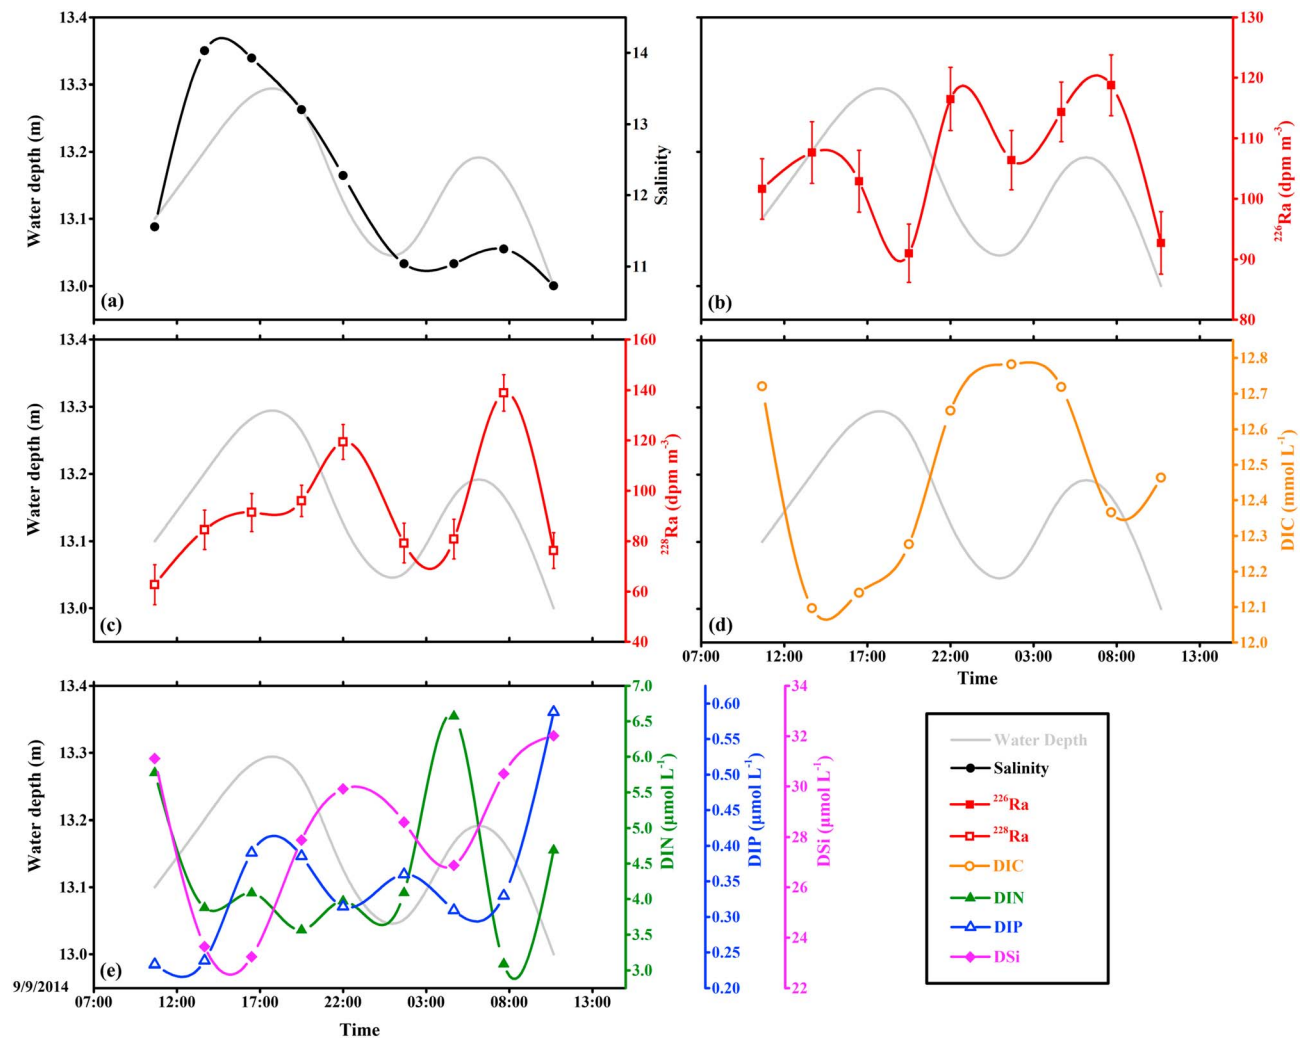 13.4
13.3
13.2
13.1
13.0
Water depth (m)
(a)
14
13
12
11
Salinity
(b)
130
120
110
100
90
80
²²⁶Ra (dpm m⁻³)
13.4
13.3
13.2
13.1
13.0
Water depth (m)
(c)
160
140
120
100
80
60
40
²²⁸Ra (dpm m⁻³)
(d)
12.8
12.7
12.6
12.5
12.4
12.3
12.2
12.1
12.0
DIC (mmol L⁻¹)
07:00 12:00 17:00 22:00 03:00 08:00 13:00
Time
13.4
13.3
13.2
13.1
13.0
Water depth (m)
(e)
7.0
6.5
6.0
5.5
5.0
4.5
4.0
3.5
3.0
DIN (μmol L⁻¹)
0.60
0.55
0.50
0.45
0.40
0.35
0.30
0.25
0.20
DIP (μmol L⁻¹)
34
32
30
28
26
24
22
DSi (μmol L⁻¹)
9/9/2014
07:00 12:00 17:00 22:00 03:00 08:00 13:00
Time
Water Depth
Salinity
²²⁶Ra
²²⁸Ra
DIC
DIN
DIP
DSi